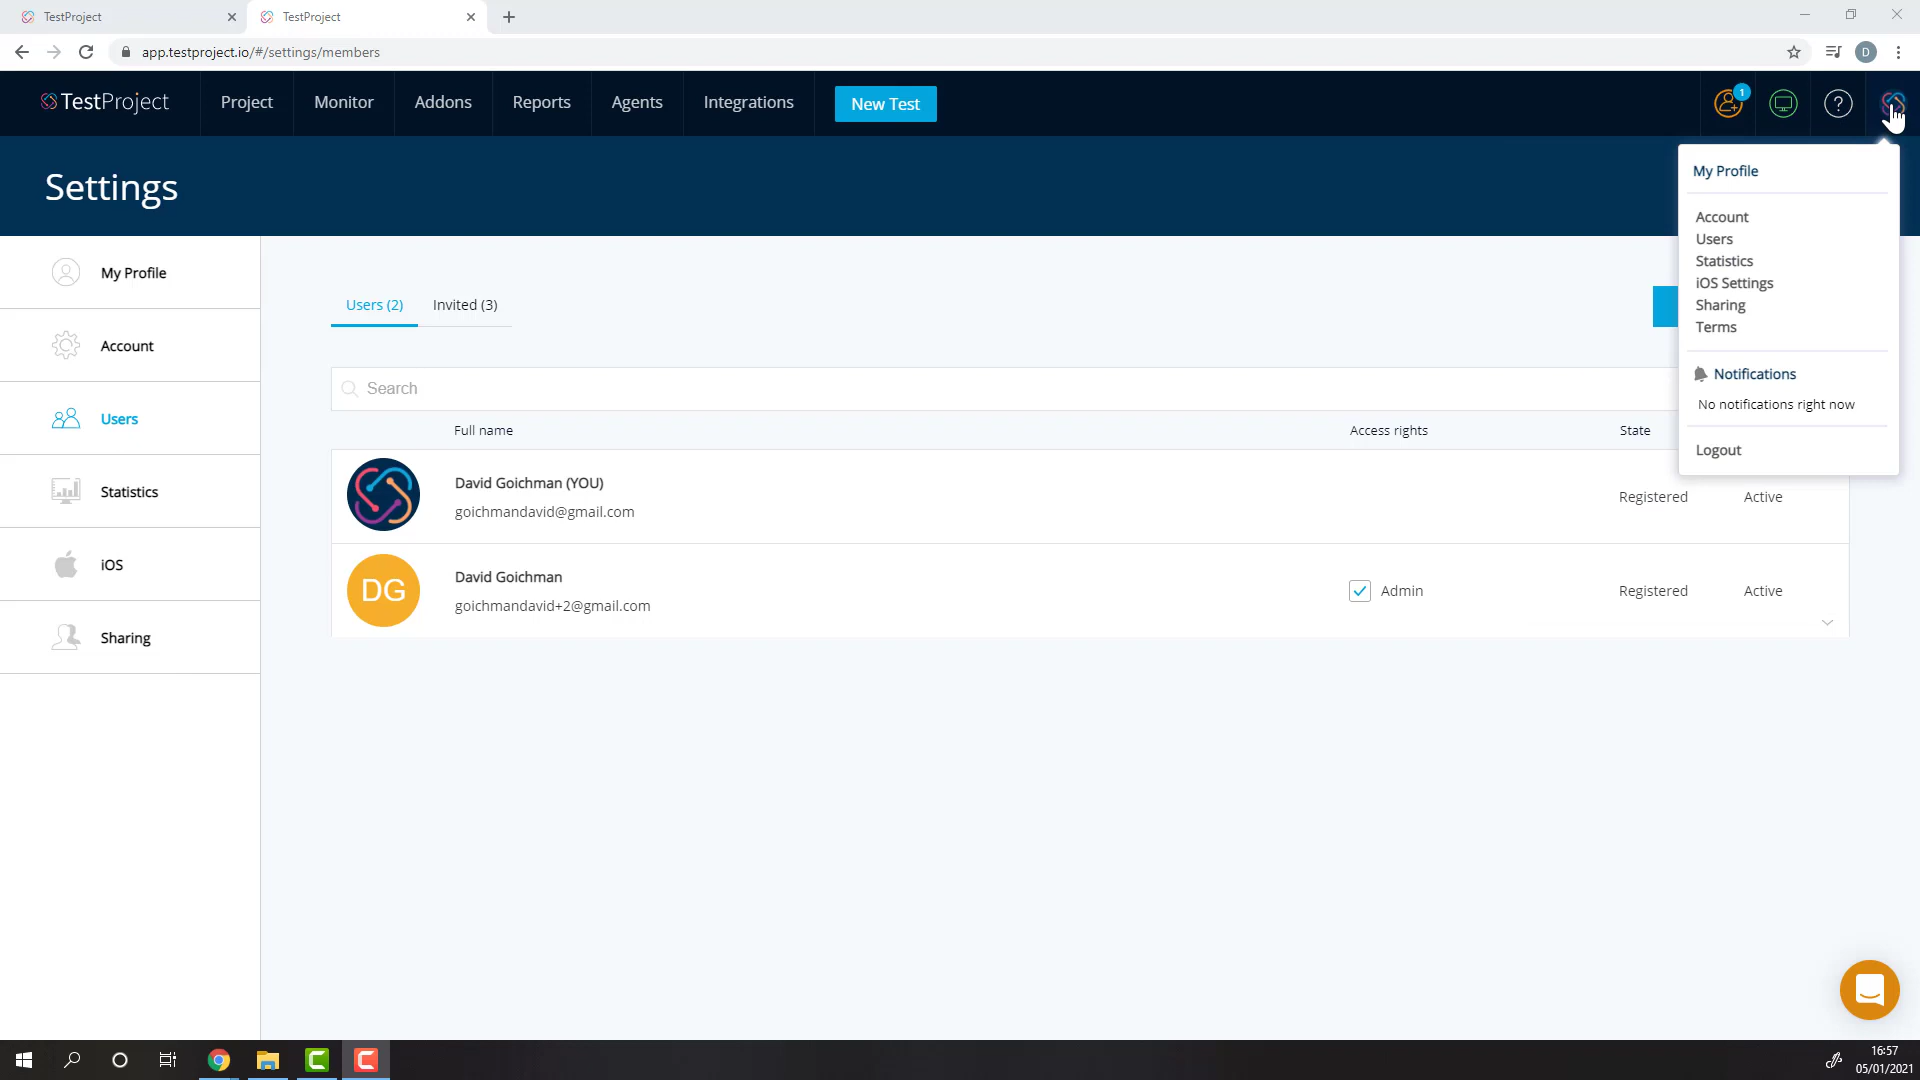 TestProject
TestProject
app.testproject.io/#/settings/members
D
TestProject
Project
Monitor
Addons
Reports
Agents
Integrations
New Test
1
?
Settings
My Profile
Account
Users
Statistics
iOS Settings
Sharing
Terms
Notifications
No notifications right now
Logout
My Profile
Account
Users
Statistics
iOS
Sharing
Users (2)
Invited (3)
Search
Full name
Access rights
State
David Goichman (YOU)
goichmandavid@gmail.com
Registered
Active
DG
David Goichman
goichmandavid+2@gmail.com
Admin
Registered
Active
16:57
05/01/2021